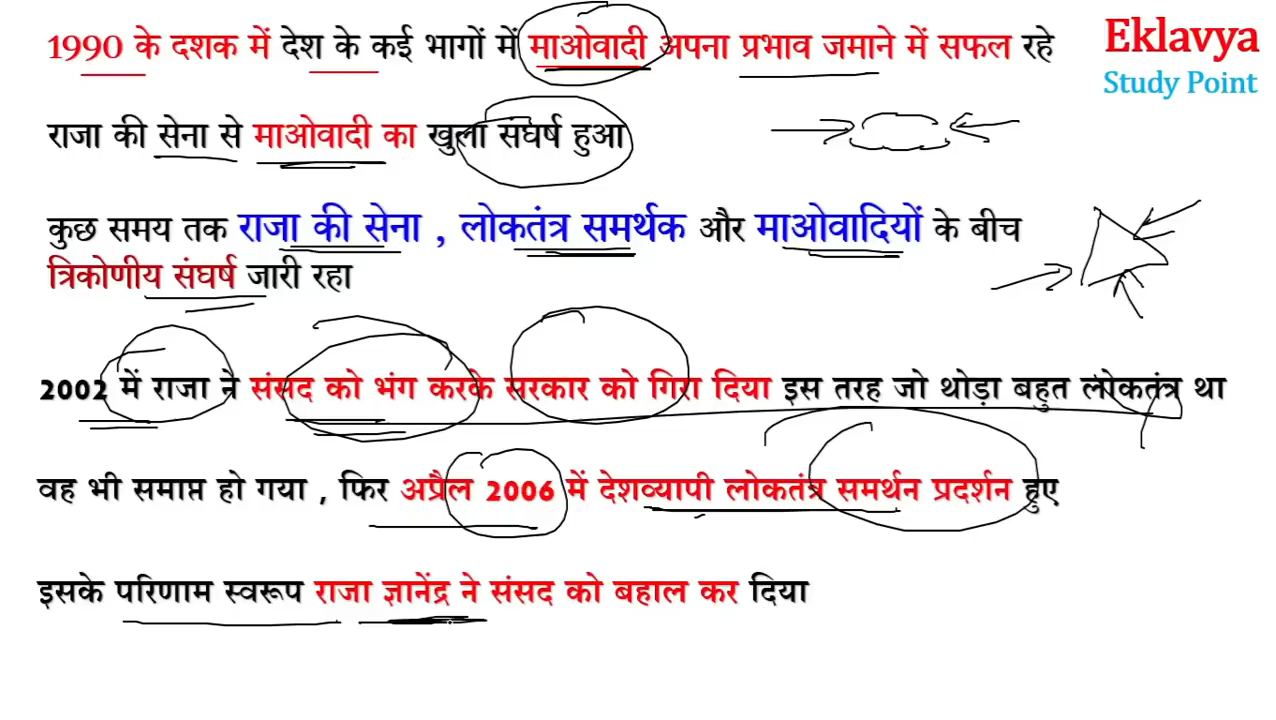 1990 के दशक में देश के कई भागों में माओवादी अपना प्रभाव जमाने में सफल रहे
Eklavya
Study Point
राजा की सेना से माओवादी का खुला संघर्ष हुआ
कुछ समय तक राजा की सेना , लोकतंत्र समर्थक और माओवादियों के बीच
त्रिकोणीय संघर्ष जारी रहा
2002 में राजा ने संसद को भंग करके सरकार को गिरा दिया इस तरह जो थोड़ा बहुत लोकतंत्र था
वह भी समाप्त हो गया , फिर अप्रैल 2006 में देशव्यापी लोकतंत्र समर्थन प्रदर्शन हुए
इसके परिणाम स्वरूप राजा ज्ञानेंद्र ने संसद को बहाल कर दिया